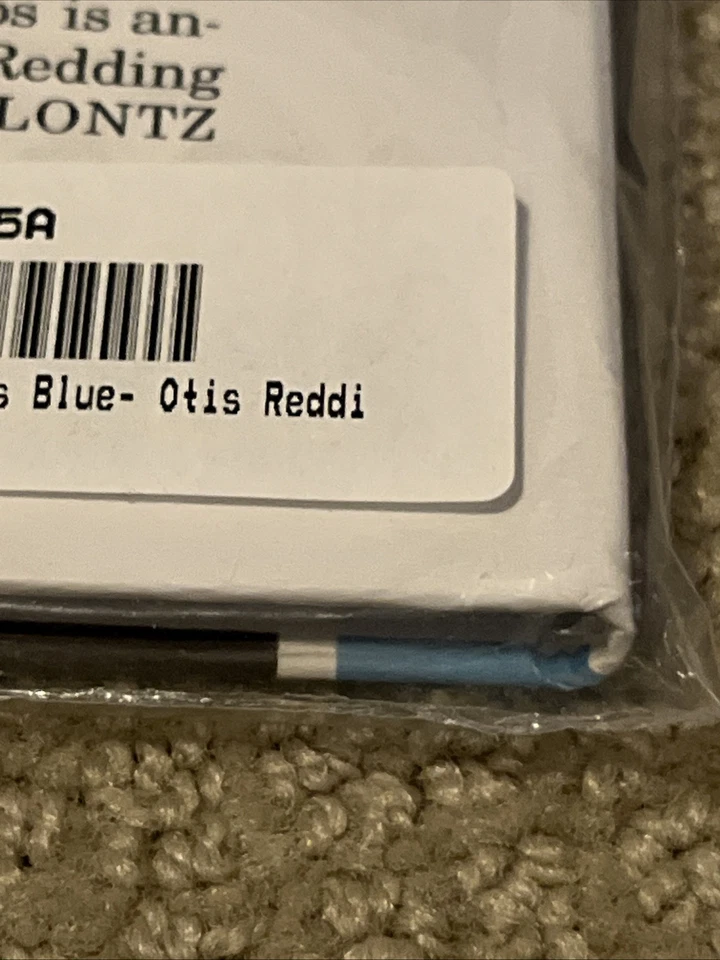 os is an-
Redding
LONTZ
5A
s Blue- Otis Reddi